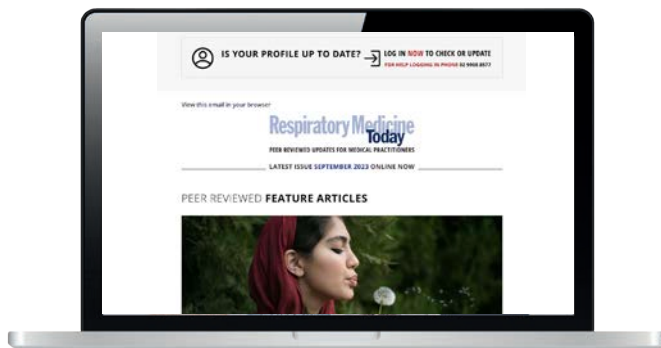 IS YOUR PROFILE UP TO DATE?
LOG IN NOW TO CHECK OR UPDATE
FOR HELP LOGGING IN PHONE 02 9908 8577
View this email in your browser
Respiratory Medicine
Today
PEER REVIEWED UPDATES FOR MEDICAL PRACTITIONERS
LATEST ISSUE SEPTEMBER 2023 ONLINE NOW
PEER REVIEWED FEATURE ARTICLES